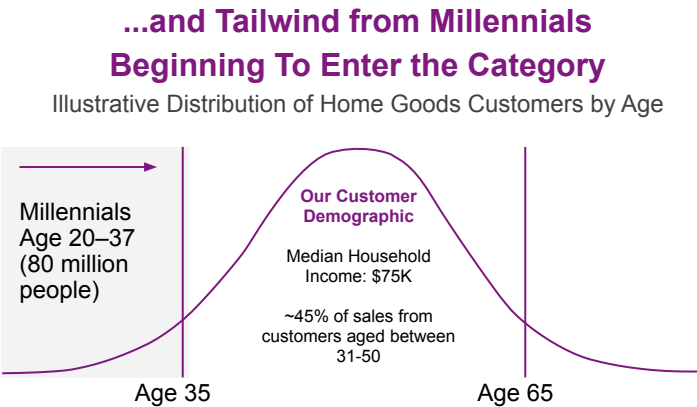 ...and Tailwind from Millennials
Beginning To Enter the Category
Illustrative Distribution of Home Goods Customers by Age
Millennials
Age 20–37
(80 million
people)
Our Customer
Demographic
Median Household
Income: $75K
~45% of sales from
customers aged between
31-50
Age 35
Age 65